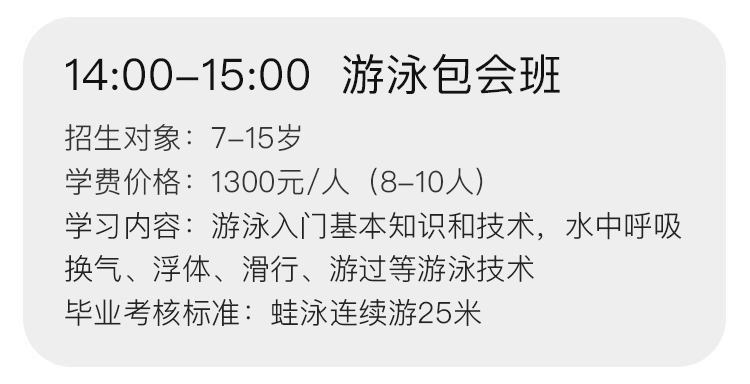 14:00–15:00 游泳包会班
招生对象：7–15岁
学费价格：1300元/人（8–10人）
学习内容：游泳入门基本知识和技术，水中呼吸
换气、浮体、滑行、游过等游泳技术
毕业考核标准：蛙泳连续游25米